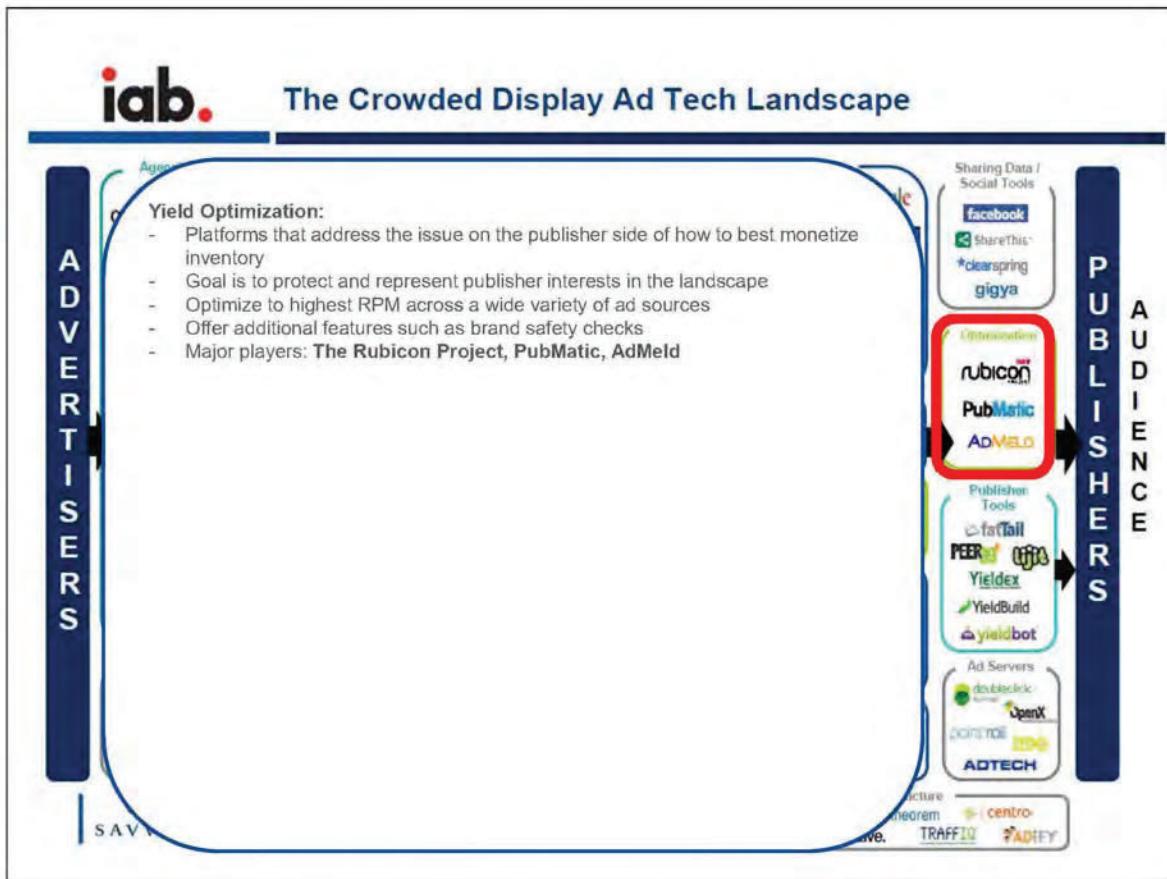 iab.
The Crowded Display Ad Tech Landscape
ADVERTISERS
Yield Optimization:
- Platforms that address the issue on the publisher side of how to best monetize
inventory
- Goal is to protect and represent publisher interests in the landscape
- Optimize to highest RPM across a wide variety of ad sources
- Offer additional features such as brand safety checks
- Major players: The Rubicon Project, PubMatic, AdMeld
Sharing Data /
Social Tools
facebook
ShareThis
clearspring
gigya
Optimization
rubicon
PubMatic
ADMELD
Publisher
Tools
fatTail
PEER
lijit
YIELDEX
YieldBuild
yieldbot
Ad Servers
doubleclick
OpenX
pointroll
ADTECH
PUBLISHERS
AUDIENCE
SAV
centro
TRAFFIQ
ADIFY